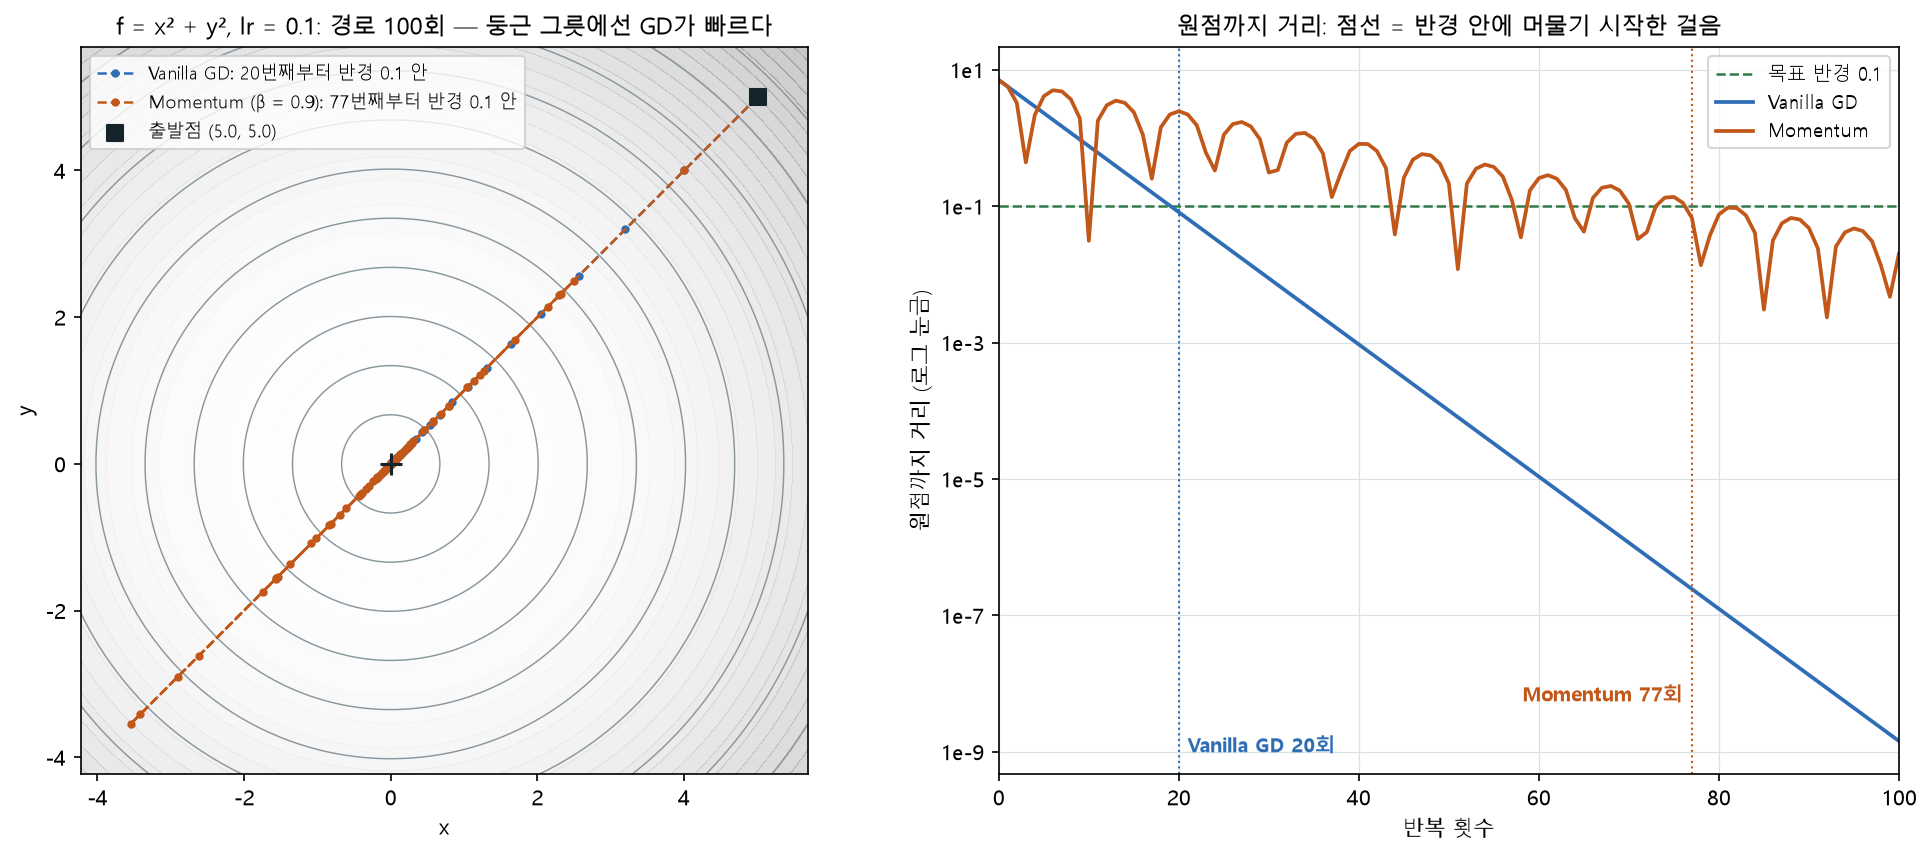 f = x² + y², lr = 0.1: 경로 100회 — 둥근 그릇에선 GD가 빠르다
Vanilla GD: 20번째부터 반경 0.1 안
Momentum (β = 0.9): 77번째부터 반경 0.1 안
출발점 (5.0, 5.0)
4
2
0
-2
-4
y
-4 -2 0 2 4
x
원점까지 거리: 점선 = 반경 안에 머물기 시작한 걸음
목표 반경 0.1
Vanilla GD
Momentum
1e1
1e-1
1e-3
1e-5
1e-7
1e-9
원점까지 거리 (로그 눈금)
Momentum 77회
Vanilla GD 20회
0 20 40 60 80 100
반복 횟수